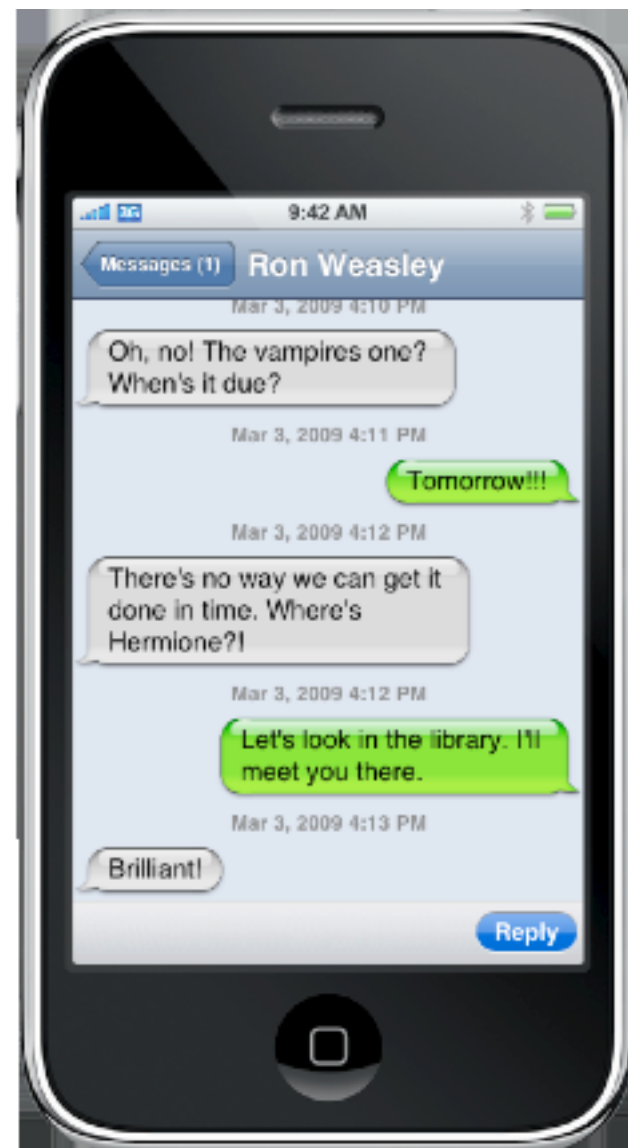 3G 9:42 AM
Messages (1) Ron Weasley
Mar 3, 2009 4:10 PM
Oh, no! The vampires one?
When's it due?
Mar 3, 2009 4:11 PM
Tomorrow!!!
Mar 3, 2009 4:12 PM
There's no way we can get it
done in time. Where's
Hermione?!
Mar 3, 2009 4:12 PM
Let's look in the library. I'll
meet you there.
Mar 3, 2009 4:13 PM
Brilliant!
Reply